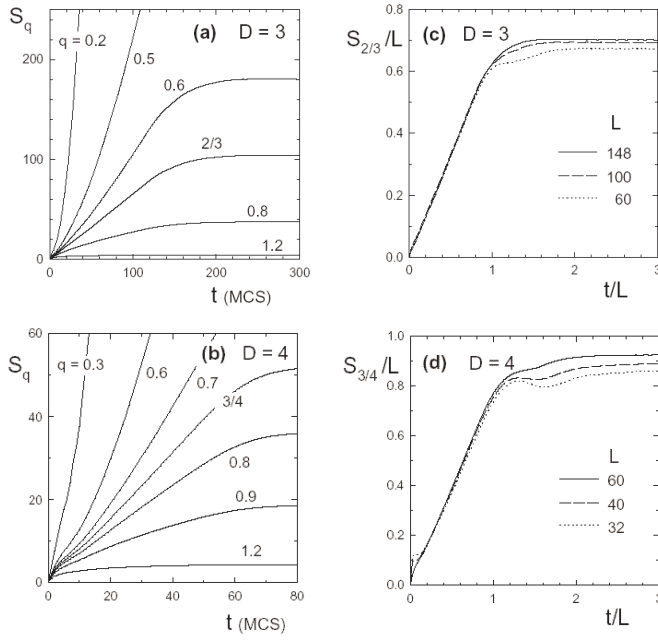 S_q
(a) D = 3
q = 0.2
0.5
0.6
2/3
0.8
1.2
200
100
0
0 100 200 300
t (MCS)
S_2/3/L
(c) D = 3
0.8
0.6
0.4
0.2
0.0
L
148
100
60
0 1 2 3
t/L
S_q
(b) D = 4
q = 0.3
0.6
0.7
3/4
0.8
0.9
1.2
60
40
20
0
0 20 40 60 80
t (MCS)
S_3/4/L
(d) D = 4
1.0
0.8
0.6
0.4
0.2
0.0
L
60
40
32
0 1 2 3
t/L